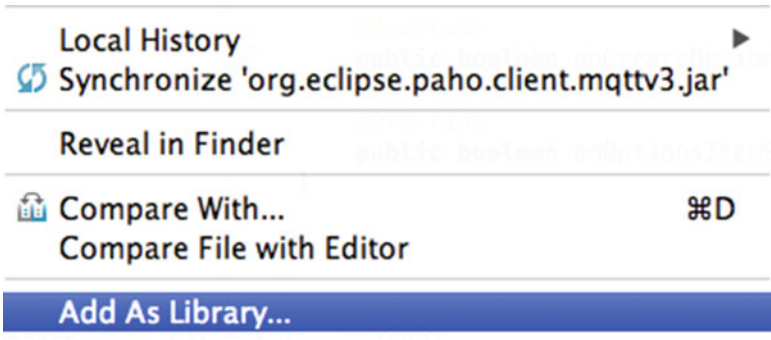 Local History
Synchronize 'org.eclipse.paho.client.mqttv3.jar'
Reveal in Finder
Compare With... ⌘D
Compare File with Editor
Add As Library...